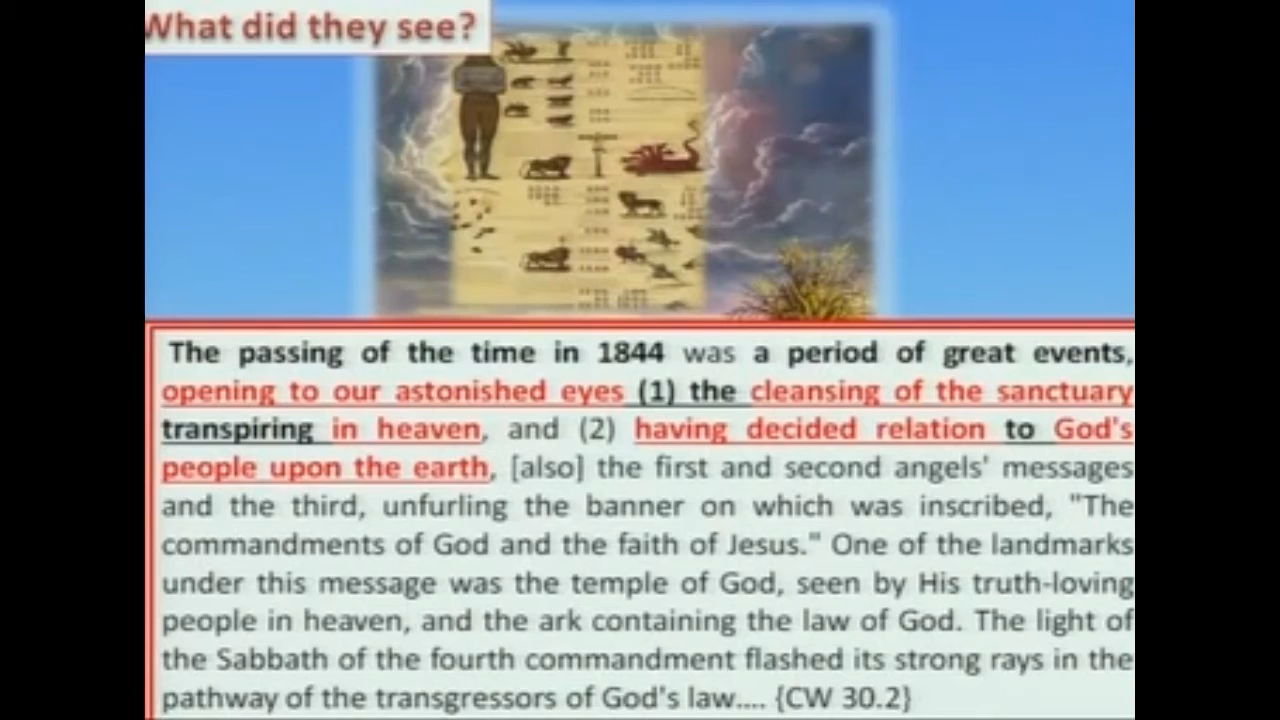 What did they see?
The passing of the time in 1844 was a period of great events,
opening to our astonished eyes (1) the cleansing of the sanctuary
transpiring in heaven, and (2) having decided relation to God's
people upon the earth, [also] the first and second angels' messages
and the third, unfurling the banner on which was inscribed, "The
commandments of God and the faith of Jesus." One of the landmarks
under this message was the temple of God, seen by His truth-loving
people in heaven, and the ark containing the law of God. The light of
the Sabbath of the fourth commandment flashed its strong rays in the
pathway of the transgressors of God's law.... {CW 30.2}